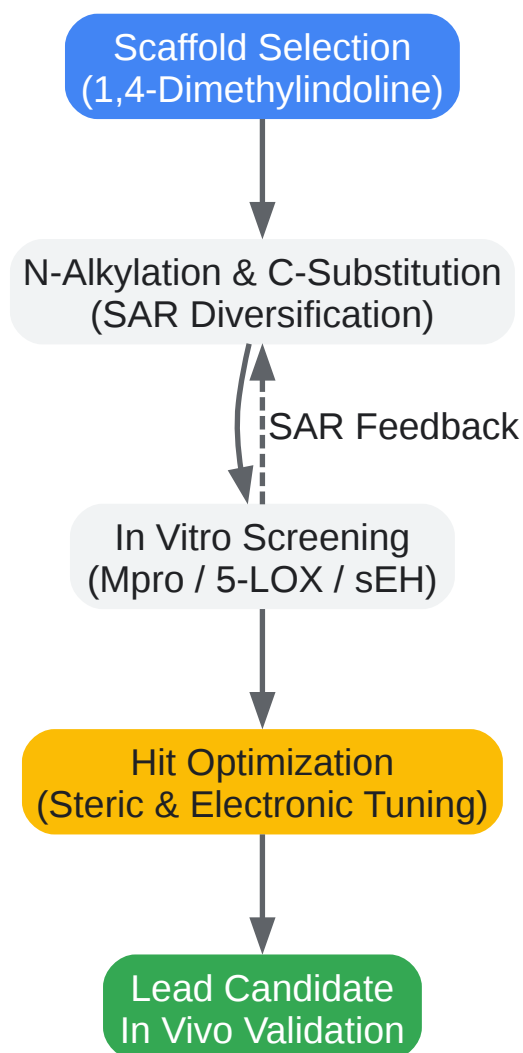 Scaffold Selection
(1,4-Dimethylindoline)
N-Alkylation & C-Substitution
(SAR Diversification)
SAR Feedback
In Vitro Screening
(Mpro / 5-LOX / sEH)
Hit Optimization
(Steric & Electronic Tuning)
Lead Candidate
In Vivo Validation